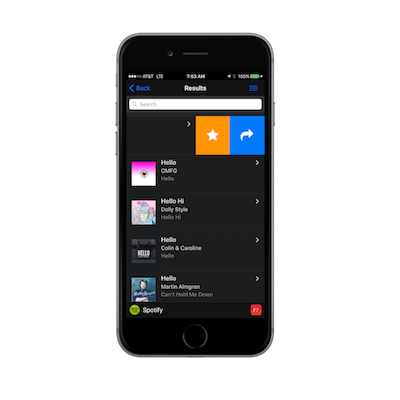 AT&T LTE 7:53 AM 100%
Back Results
Search
Hello
OMFG
Hello
Hello Hi
Dolly Style
Hello Hi
HELLO
Hello
Colin & Caroline
Hello
Hello
Martin Almgren
Can't Hold Me Down
Spotify